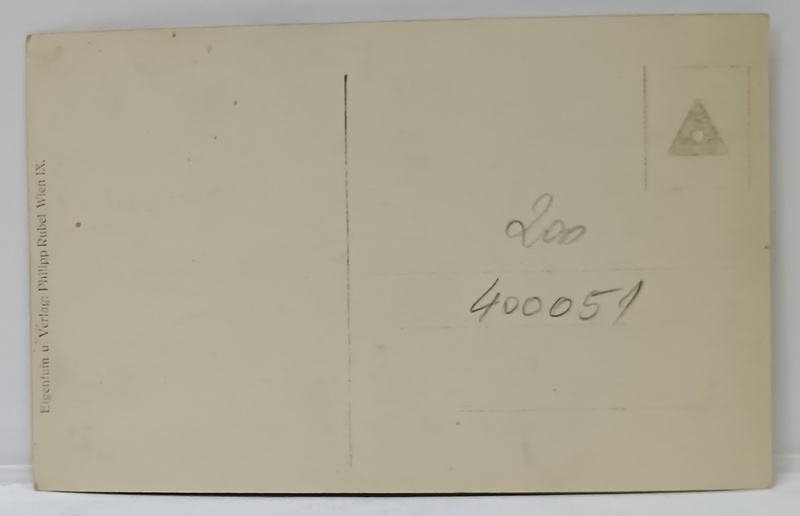 Eigentum u. Verlag: Philipp Rubel Wien IX.
200
400051